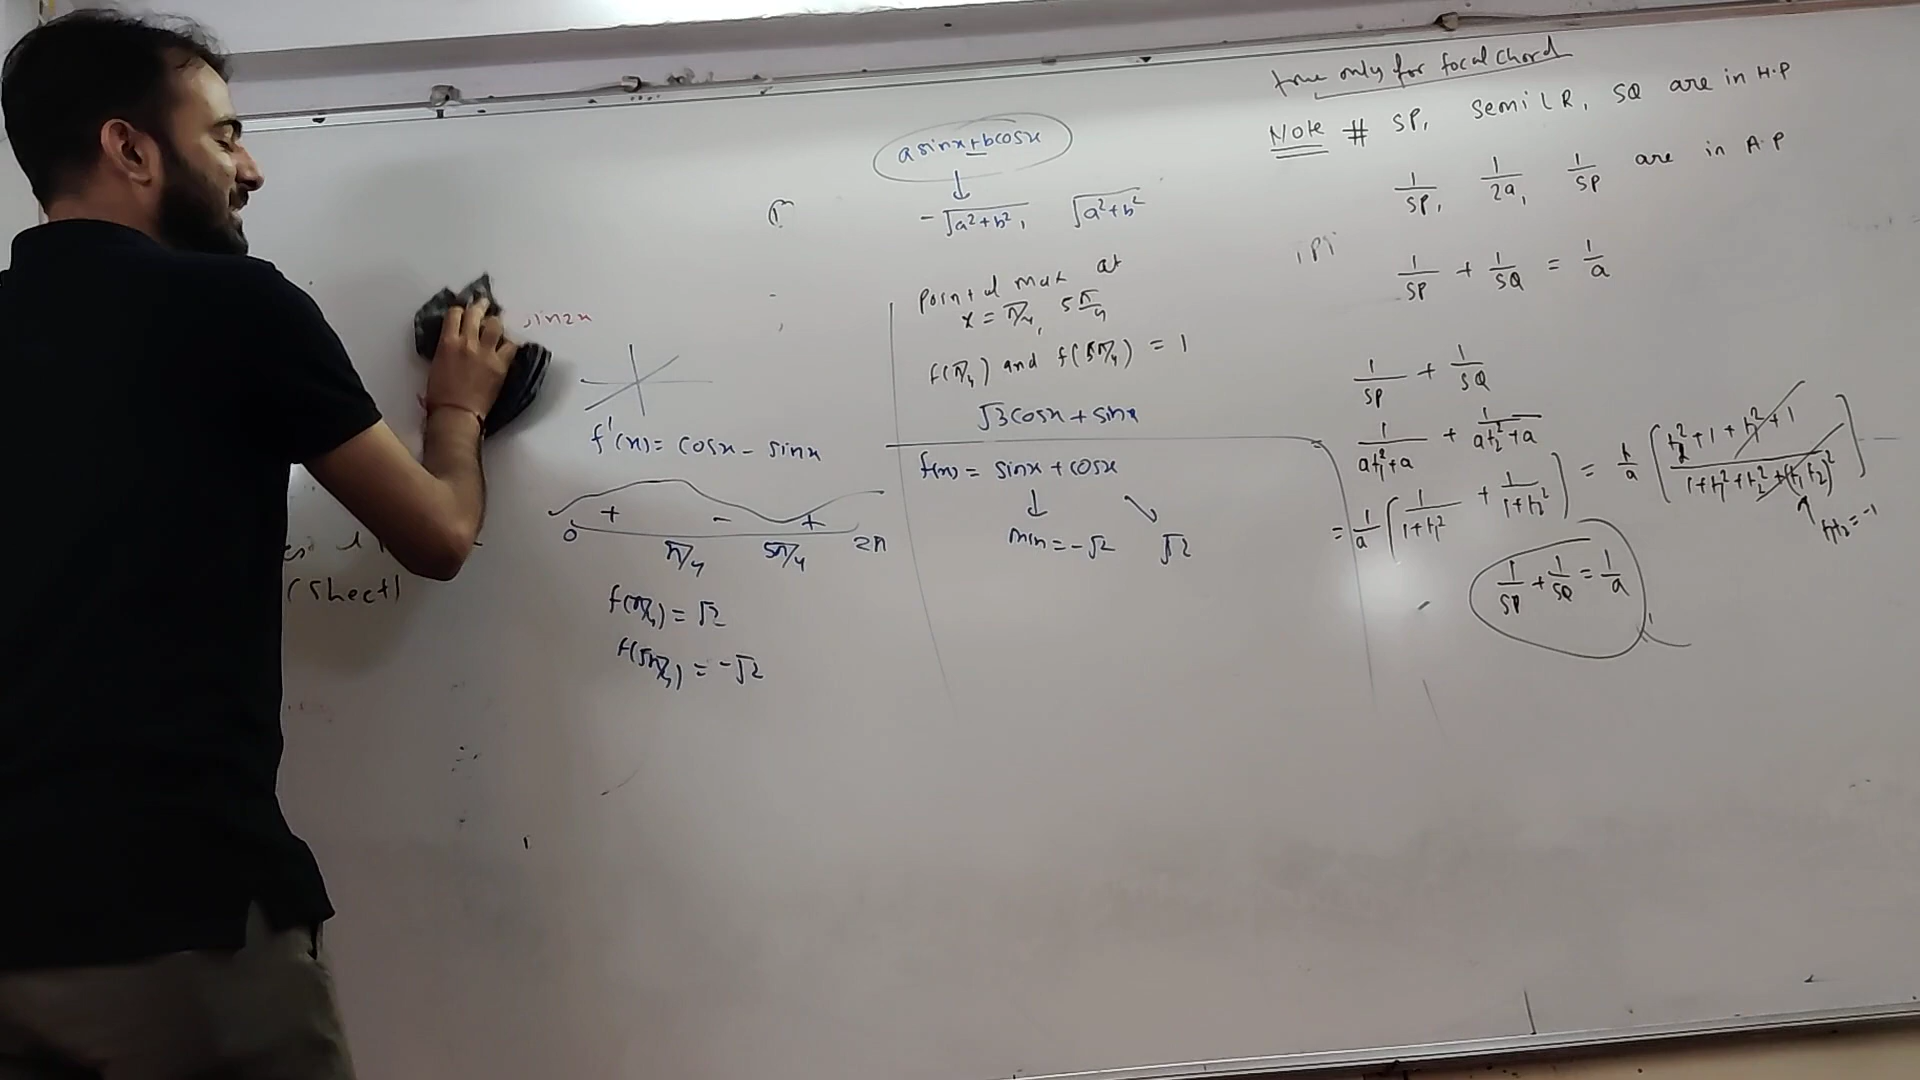 a sinx+bcosx
-√a²+b², √a²+b²
Point of max at
x = π/4, 5π/4
f(π/4) and f(5π/4) = 1
√3cosx + sinx
f(x) = sinx + cosx
min = -√2 √2
sin2x
f'(x) = cosx - sinx
+ - +
0 π/4 5π/4 2π
f(π/4) = √2
f(5π/4) = -√2
(Sheet)
true only for focal chord
Note # SP, Semi LR, SQ are in H.P
1/SP, 1/2a, 1/SP are in A.P
1/SP + 1/SQ = 1/a
1/SP + 1/SQ
= 1/at₁²+a + 1/at₂²+a
= 1/a [1/1+t₁² + 1/1+t₂²] = 1/a [t₂²+1+t₁²+1/1+t₁²+t₂²+(t₁t₂)²]
t₁t₂=-1
1/SP + 1/SQ = 1/a